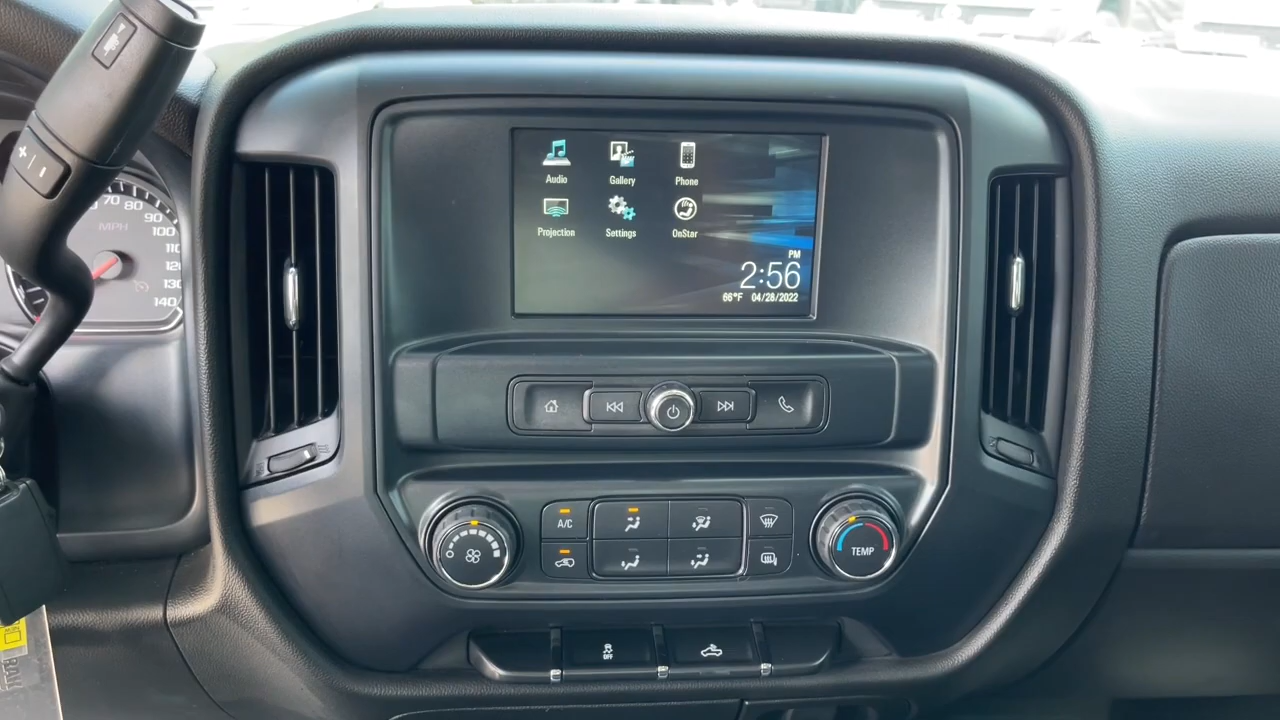 70
80
90
100
110
120
130
140
MPH
Audio
Gallery
Phone
Projection
Settings
OnStar
PM
2:56
66°F 04/28/2022
A/C
TEMP
OFF